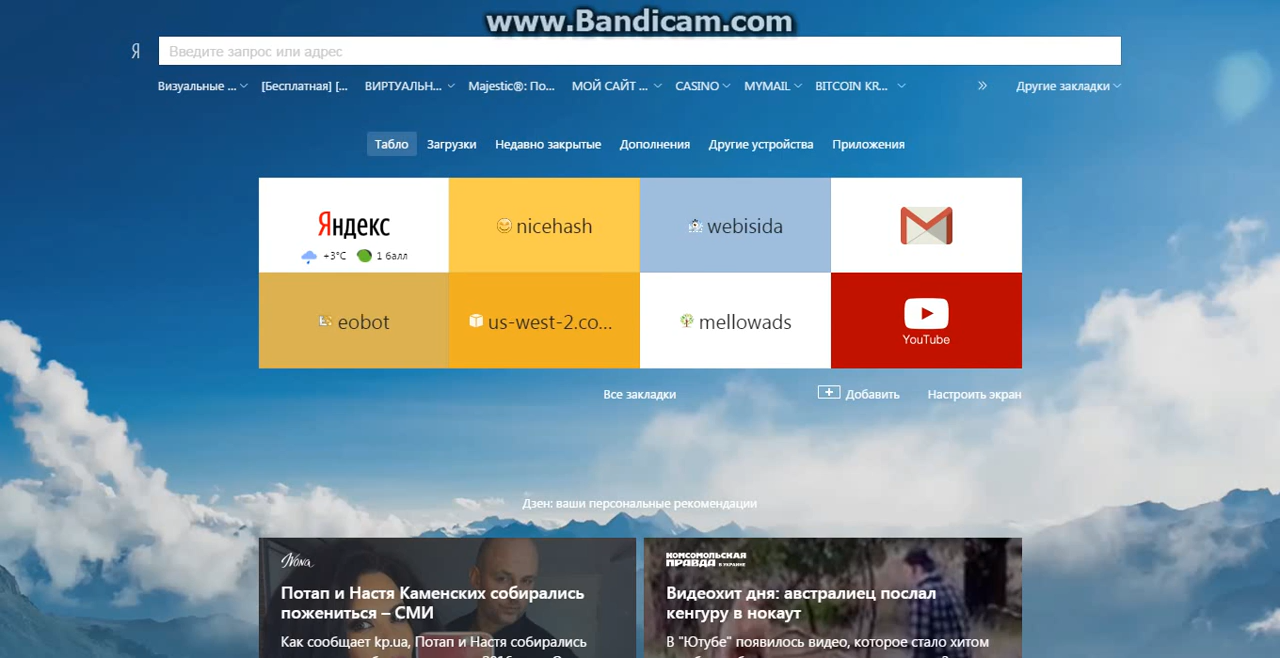 www.Bandicam.com
Я
Введите запрос или адрес
Визуальные ... [Бесплатная] [... ВИРТУАЛЬН... Majestic®: По... МОЙ САЙТ ... CASINO MYMAIL BITCOIN KR... » Другие закладки
Табло Загрузки Недавно закрытые Дополнения Другие устройства Приложения
Яндекс nicehash webisida
+3°C 1 балл
eobot us-west-2.co... mellowads YouTube
Все закладки Добавить Настроить экран
Дзен: ваши персональные рекомендации
Nona
Потап и Настя Каменских собирались
пожениться – СМИ
Как сообщает kp.ua, Потап и Настя собирались
КОМСОМОЛЬСКАЯ
ПРАВДА В УКРАИНЕ
Видеохит дня: австралиец послал
кенгуру в нокаут
В "Ютубе" появилось видео, которое стало хитом